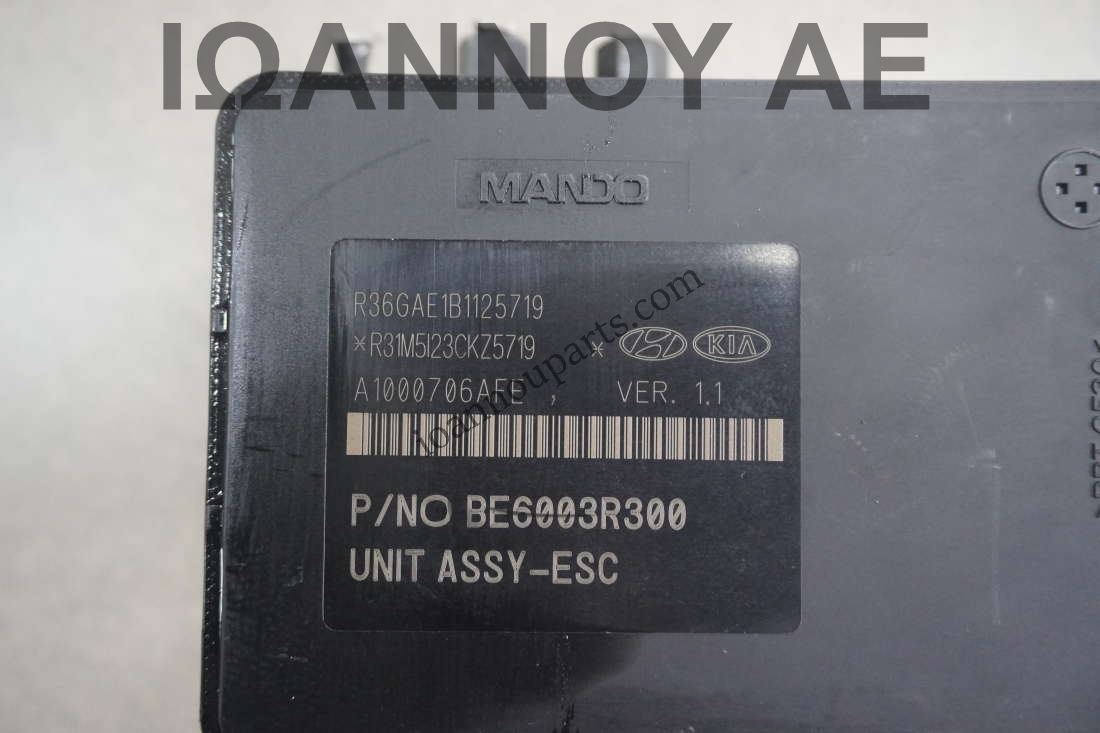 ΙΩΑΝΝΟΥ ΑΕ
MANDO
R36GAE1B1125719
*R31M5I23CKZ5719 * KIA
A1000706AFE , VER. 1.1
ioannouparts.com
P/NO BE6003R300
UNIT ASSY-ESC